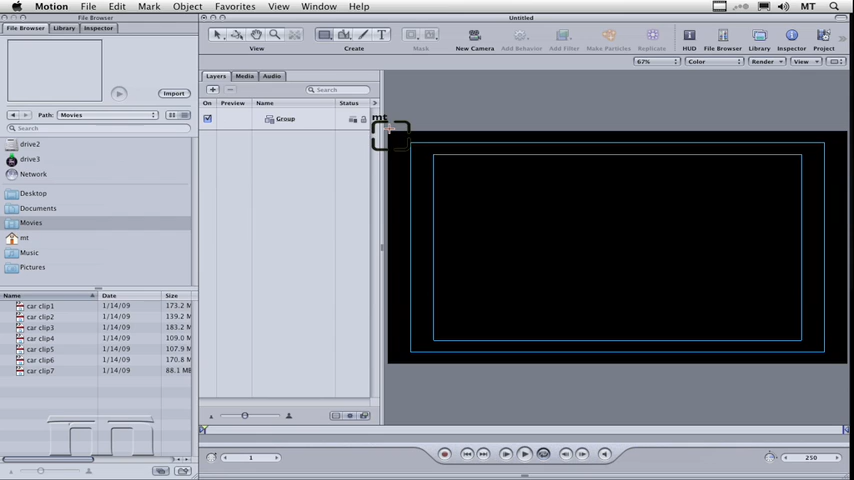 Motion File Edit Mark Object Favorites View Window Help MT
File Browser Untitled
File Browser Library Inspector
View Create Mask New Camera Add Behavior Add Filter Make Particles Replicate HUD File Browser Library Inspector Project
67% Color Render View
Import
Layers Media Audio
Search
On Preview Name Status
Path: Movies
Search
Group
mt
drive2
drive3
Network
Desktop
Documents
Movies
mt
Music
Pictures
Name Date Size
car clip1 1/14/09 173.2 M
car clip2 1/14/09 139.2 M
car clip3 1/14/09 183.2 M
car clip4 1/14/09 109.0 M
car clip5 1/14/09 107.9 M
car clip6 1/14/09 170.8 M
car clip7 1/14/09 88.1 M
1 250